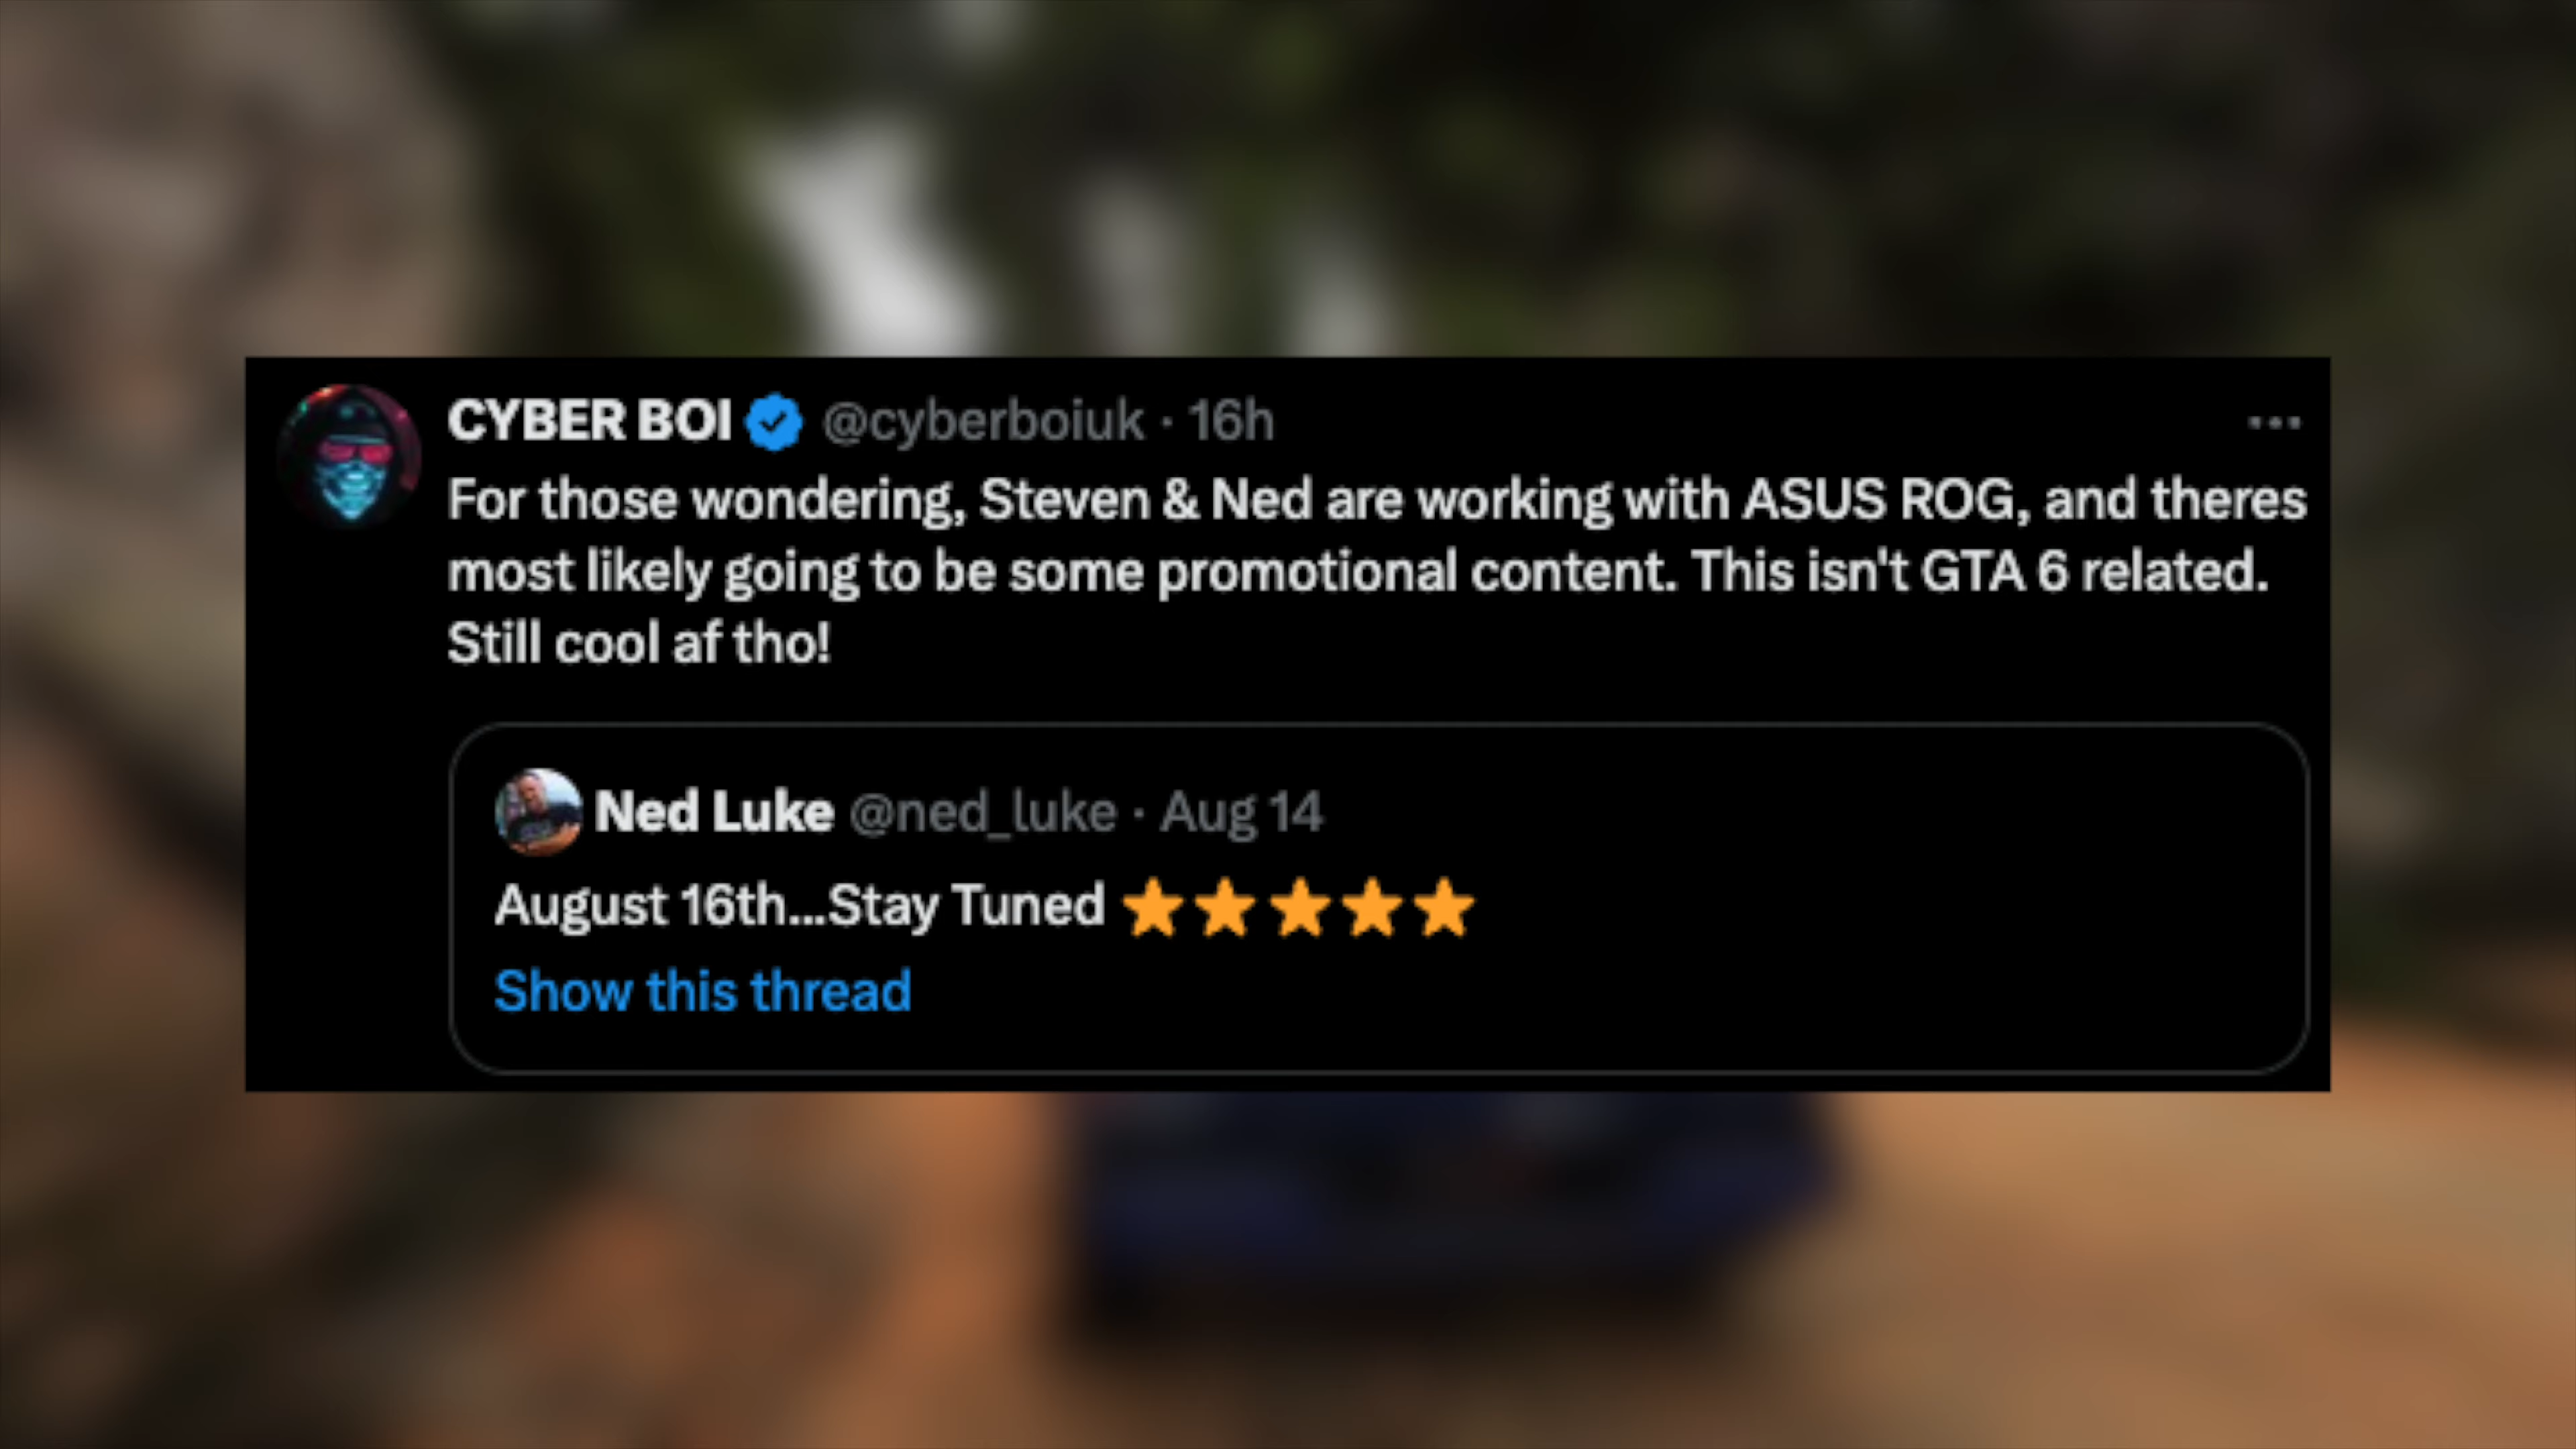 CYBER BOI @cyberboiuk · 16h
For those wondering, Steven & Ned are working with ASUS ROG, and theres
most likely going to be some promotional content. This isn't GTA 6 related.
Still cool af tho!
Ned Luke @ned_luke · Aug 14
August 16th...Stay Tuned ⭐⭐⭐⭐⭐
Show this thread